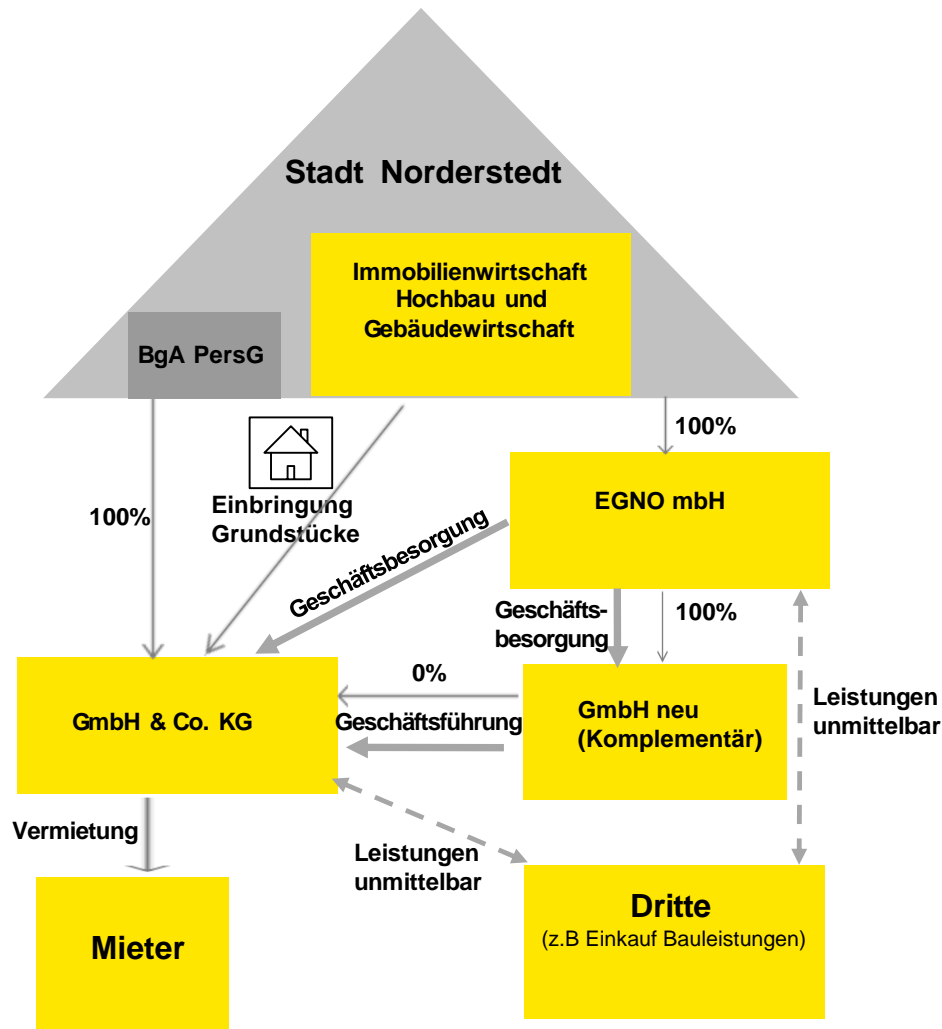 Stadt Norderstedt
Immobilienwirtschaft
Hochbau und
Gebäudewirtschaft
BgA PersG
100%
100%
Einbringung
Grundstücke
EGNO mbH
Geschäftsbesorgung
Geschäfts-
besorgung
100%
0%
GmbH & Co. KG
Geschäftsführung
GmbH neu
(Komplementär)
Leistungen
unmittelbar
Vermietung
Leistungen
unmittelbar
Mieter
Dritte
(z.B Einkauf Bauleistungen)